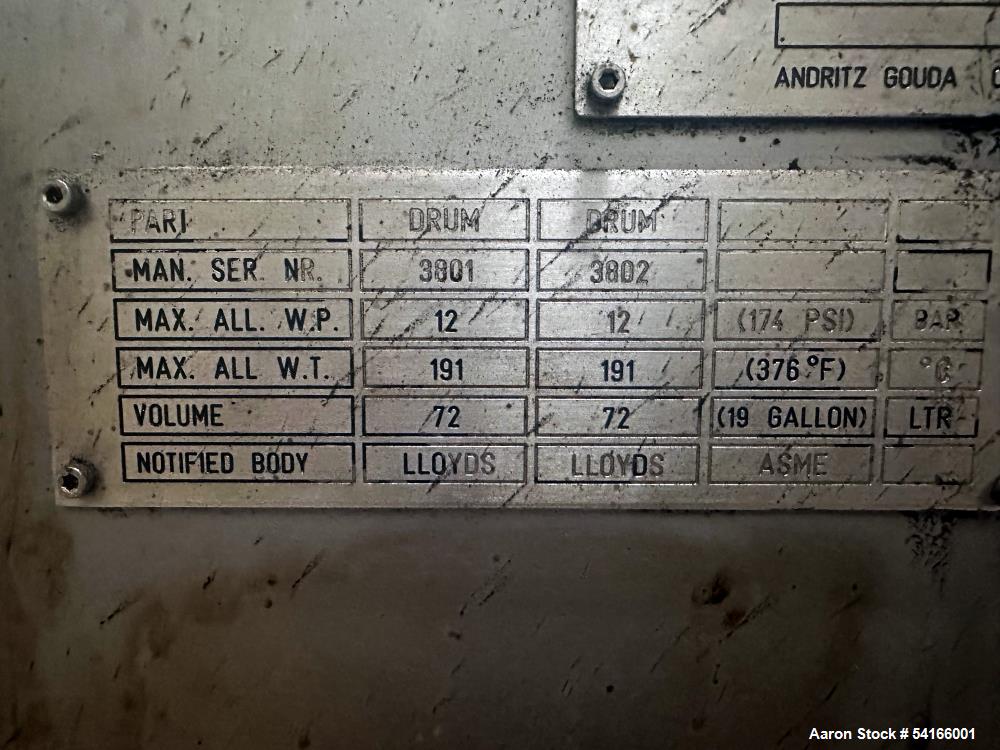 ANDRITZ GOUDA
PART DRUM DRUM
MAN. SER. NR. 3801 3802
MAX. ALL. W.P. 12 12 (174 PSI) BAR
MAX. ALL W.T. 191 191 (376 °F) °C
VOLUME 72 72 (19 GALLON) LTR
NOTIFIED BODY LLOYDS LLOYDS ASME
Aaron Stock # 54166001